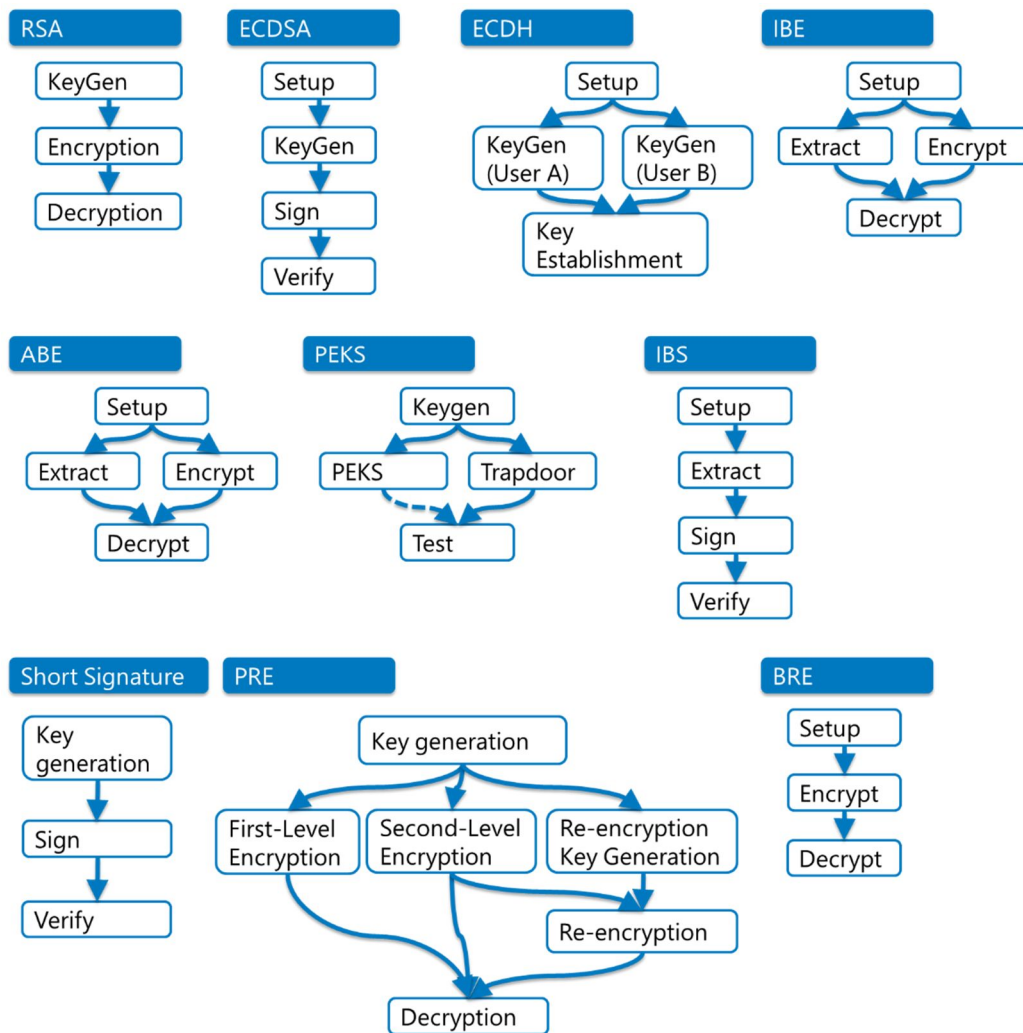 RSA
KeyGen
Encryption
Decryption
ECDSA
Setup
KeyGen
Sign
Verify
ECDH
Setup
KeyGen
(User A)
KeyGen
(User B)
Key
Establishment
IBE
Setup
Extract
Encrypt
Decrypt
ABE
Setup
Extract
Encrypt
Decrypt
PEKS
Keygen
PEKS
Trapdoor
Test
IBS
Setup
Extract
Sign
Verify
Short Signature
Key
generation
Sign
Verify
PRE
Key generation
First-Level
Encryption
Second-Level
Encryption
Re-encryption
Key Generation
Re-encryption
Decryption
BRE
Setup
Encrypt
Decrypt